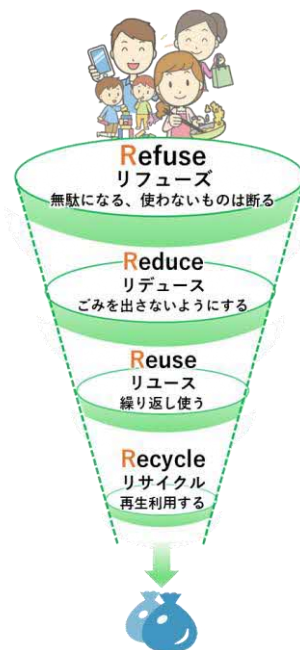 Refuse
リフューズ
無駄になる、使わないものは断る
Reduce
リデュース
ごみを出さないようにする
Reuse
リユース
繰り返し使う
Recycle
リサイクル
再生利用する